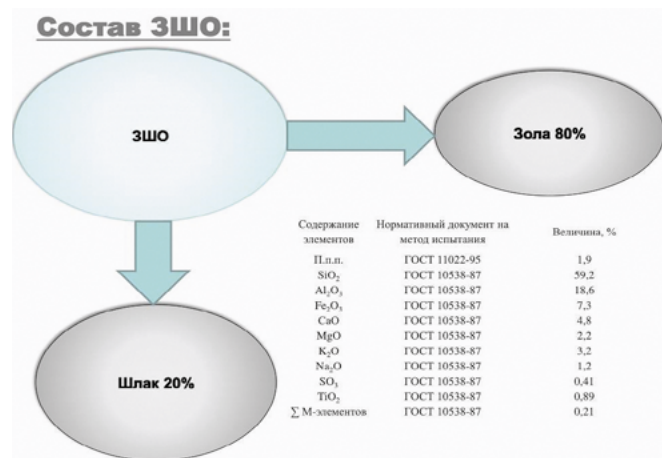 Состав ЗШО:
ЗШО
Зола 80%
Шлак 20%
Содержание элементов Нормативный документ на метод испытания Величина, %
П.п.п. ГОСТ 11022-95 1,9
SiO₂ ГОСТ 10538-87 59,2
Al₂O₃ ГОСТ 10538-87 18,6
Fe₂O₃ ГОСТ 10538-87 7,3
CaO ГОСТ 10538-87 4,8
MgO ГОСТ 10538-87 2,2
K₂O ГОСТ 10538-87 3,2
Na₂O ГОСТ 10538-87 1,2
SO₃ ГОСТ 10538-87 0,41
TiO₂ ГОСТ 10538-87 0,89
∑ М-элементов ГОСТ 10538-87 0,21